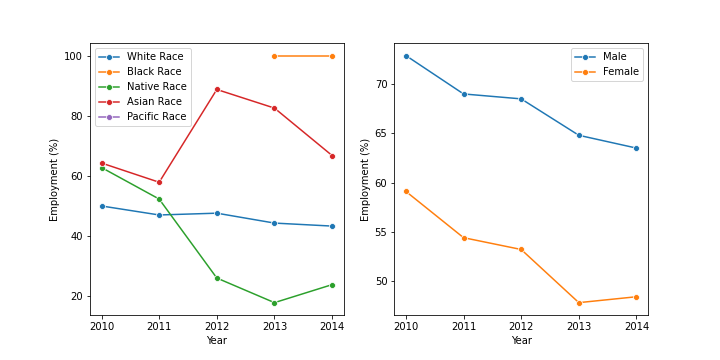 100
80
60
40
20
Employment (%)
2010 2011 2012 2013 2014
Year
White Race
Black Race
Native Race
Asian Race
Pacific Race
70
65
60
55
50
Employment (%)
2010 2011 2012 2013 2014
Year
Male
Female